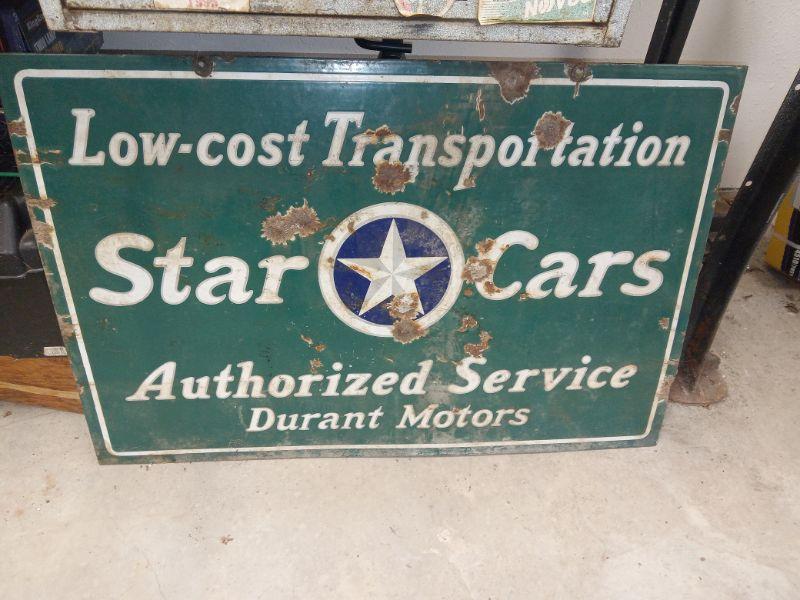 Low-cost Transportation
Star Cars
Authorized Service
Durant Motors